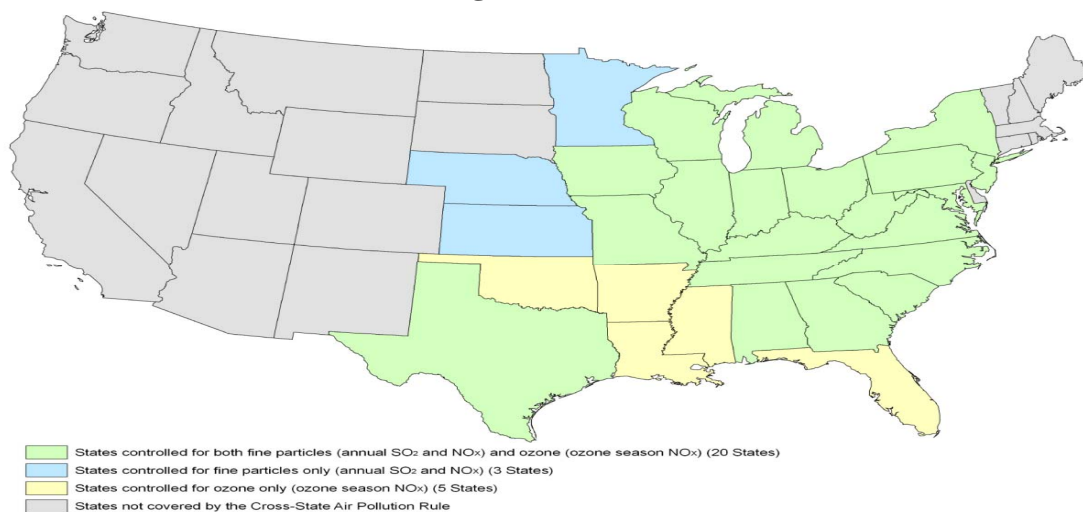 States controlled for both fine particles (annual SO₂ and NOₓ) and ozone (ozone season NOₓ) (20 States)
States controlled for fine particles only (annual SO₂ and NOₓ) (3 States)
States controlled for ozone only (ozone season NOₓ) (5 States)
States not covered by the Cross-State Air Pollution Rule